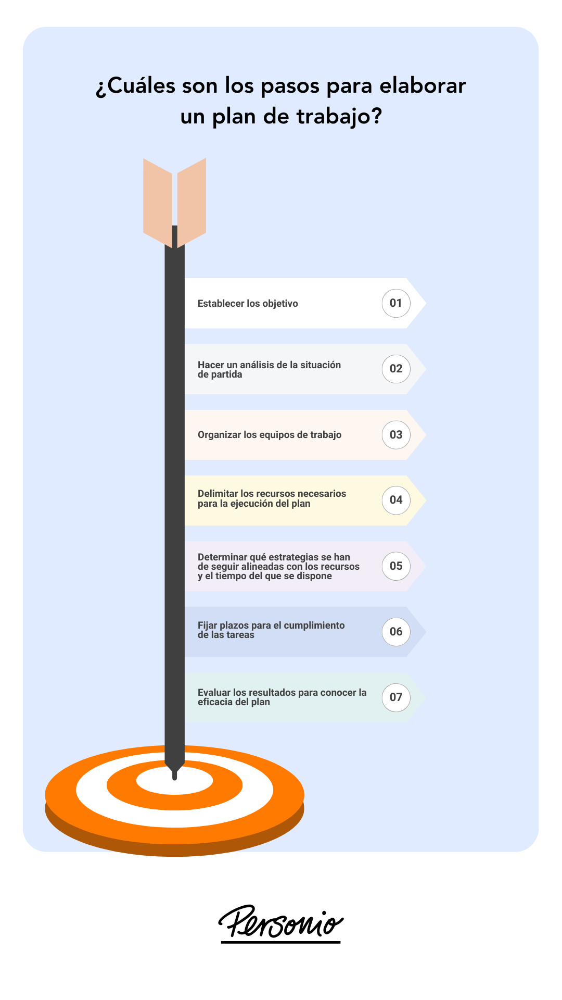 ¿Cuáles son los pasos para elaborar
un plan de trabajo?
Establecer los objetivo
01
Hacer un análisis de la situación
de partida
02
Organizar los equipos de trabajo
03
Delimitar los recursos necesarios
para la ejecución del plan
04
Determinar qué estrategias se han
de seguir alineadas con los recursos
y el tiempo del que se dispone
05
Fijar plazos para el cumplimiento
de las tareas
06
Evaluar los resultados para conocer la
eficacia del plan
07
Personio